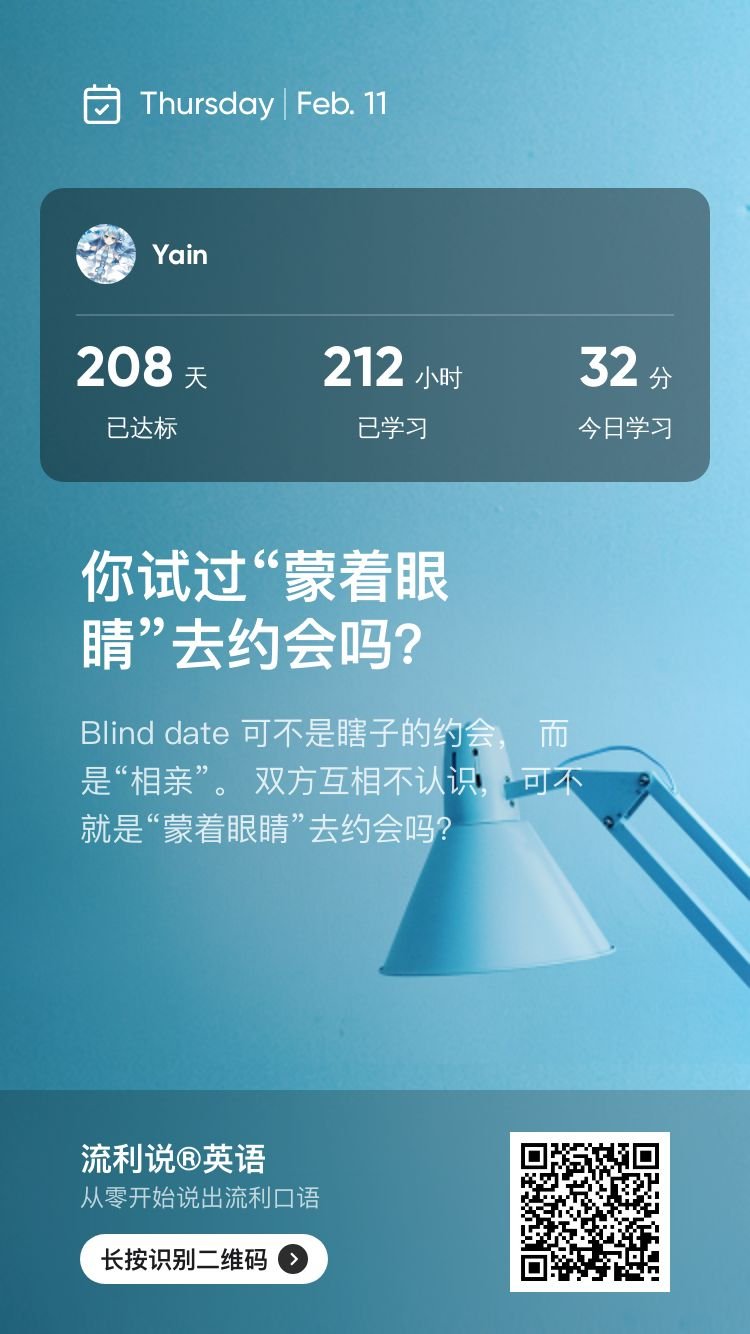 Thursday | Feb. 11
Yain
208 天 212 小时 32 分
已达标 已学习 今日学习
你试过“蒙着眼
睛”去约会吗?
Blind date 可不是瞎子的约会, 而
是“相亲”。 双方互相不认识, 可不
就是“蒙着眼睛”去约会吗?
流利说®英语
从零开始说出流利口语
长按识别二维码